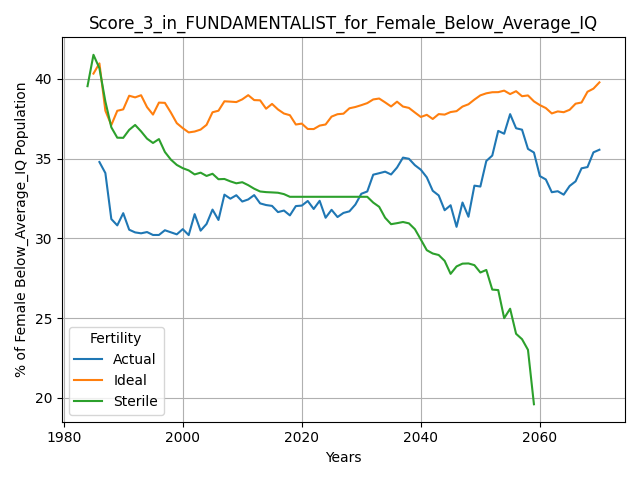 Score_3_in_FUNDAMENTALIST_for_Female_Below_Average_IQ
% of Female Below_Average_IQ Population
40
35
30
25
20
Fertility
Actual
Ideal
Sterile
1980
2000
2020
2040
2060
Years